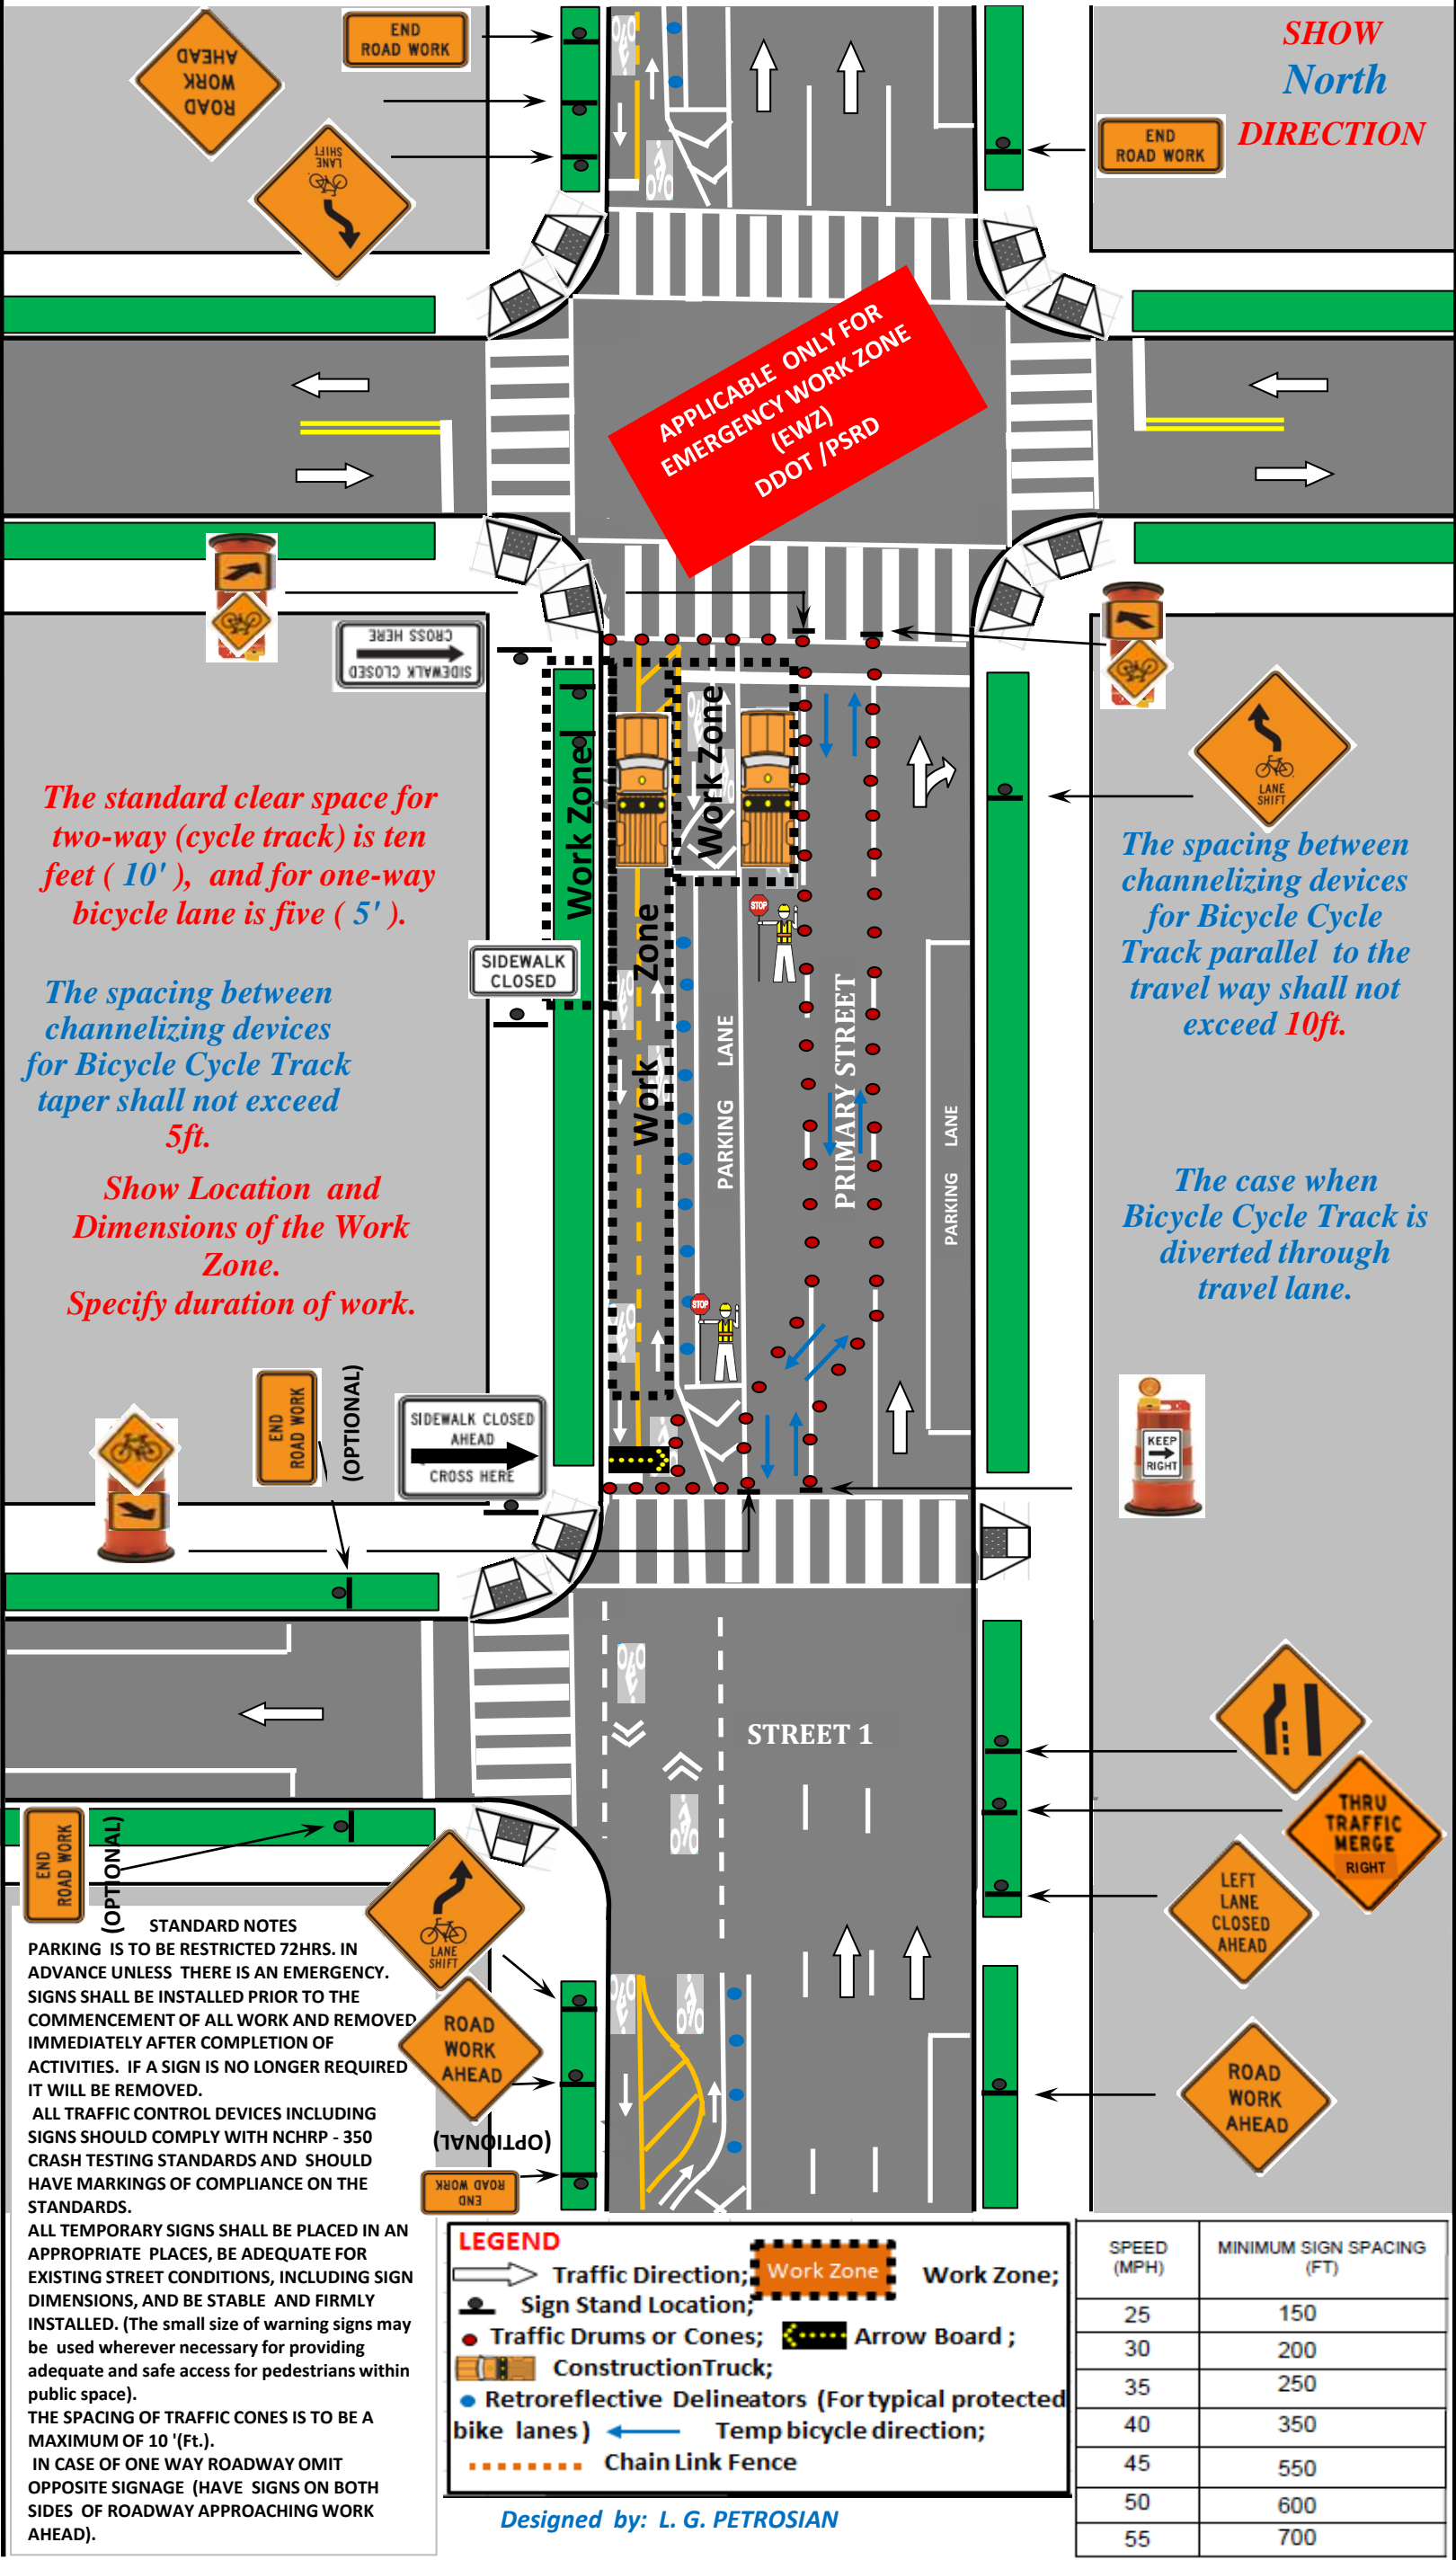 ROAD
WORK
AHEAD
END
ROAD WORK
LANE
SHIFT
SHOW
North
DIRECTION
END
ROAD WORK
APPLICABLE ONLY FOR
EMERGENCY WORK ZONE
(EWZ)
DDOT /PSRD
SIDEWALK CLOSED
CROSS HERE
Work Zone
Work Zone
The standard clear space for
two-way (cycle track) is ten
feet ( 10' ), and for one-way
bicycle lane is five ( 5' ).
LANE
SHIFT
The spacing between
channelizing devices
for Bicycle Cycle
Track parallel to the
travel way shall not
exceed 10ft.
STOP
SIDEWALK
CLOSED
Work Zone
PARKING LANE
PRIMARY STREET
PARKING LANE
The spacing between
channelizing devices
for Bicycle Cycle Track
taper shall not exceed
5ft.
Show Location and
Dimensions of the Work
Zone.
Specify duration of work.
The case when
Bicycle Cycle Track is
diverted through
travel lane.
STOP
END
ROAD WORK
(OPTIONAL)
SIDEWALK CLOSED
AHEAD
CROSS HERE
KEEP
RIGHT
STREET 1
THRU
TRAFFIC
MERGE
RIGHT
LEFT
LANE
CLOSED
AHEAD
ROAD
WORK
AHEAD
END
ROAD WORK
(OPTIONAL)
LANE
SHIFT
ROAD
WORK
AHEAD
(OPTIONAL)
END
ROAD WORK
STANDARD NOTES
PARKING IS TO BE RESTRICTED 72HRS. IN
ADVANCE UNLESS THERE IS AN EMERGENCY.
SIGNS SHALL BE INSTALLED PRIOR TO THE
COMMENCEMENT OF ALL WORK AND REMOVED
IMMEDIATELY AFTER COMPLETION OF
ACTIVITIES. IF A SIGN IS NO LONGER REQUIRED
IT WILL BE REMOVED.
ALL TRAFFIC CONTROL DEVICES INCLUDING
SIGNS SHOULD COMPLY WITH NCHRP - 350
CRASH TESTING STANDARDS AND SHOULD
HAVE MARKINGS OF COMPLIANCE ON THE
STANDARDS.
ALL TEMPORARY SIGNS SHALL BE PLACED IN AN
APPROPRIATE PLACES, BE ADEQUATE FOR
EXISTING STREET CONDITIONS, INCLUDING SIGN
DIMENSIONS, AND BE STABLE AND FIRMLY
INSTALLED. (The small size of warning signs may
be used wherever necessary for providing
adequate and safe access for pedestrians within
public space).
THE SPACING OF TRAFFIC CONES IS TO BE A
MAXIMUM OF 10 '(Ft.).
IN CASE OF ONE WAY ROADWAY OMIT
OPPOSITE SIGNAGE (HAVE SIGNS ON BOTH
SIDES OF ROADWAY APPROACHING WORK
AHEAD).
LEGEND
Traffic Direction; Work Zone Work Zone;
Sign Stand Location;
Traffic Drums or Cones; Arrow Board ;
ConstructionTruck;
Retroreflective Delineators (For typical protected
bike lanes ) Temp bicycle direction;
Chain Link Fence
Designed by: L. G. PETROSIAN
SPEED (MPH) MINIMUM SIGN SPACING (FT)
25 150
30 200
35 250
40 350
45 550
50 600
55 700